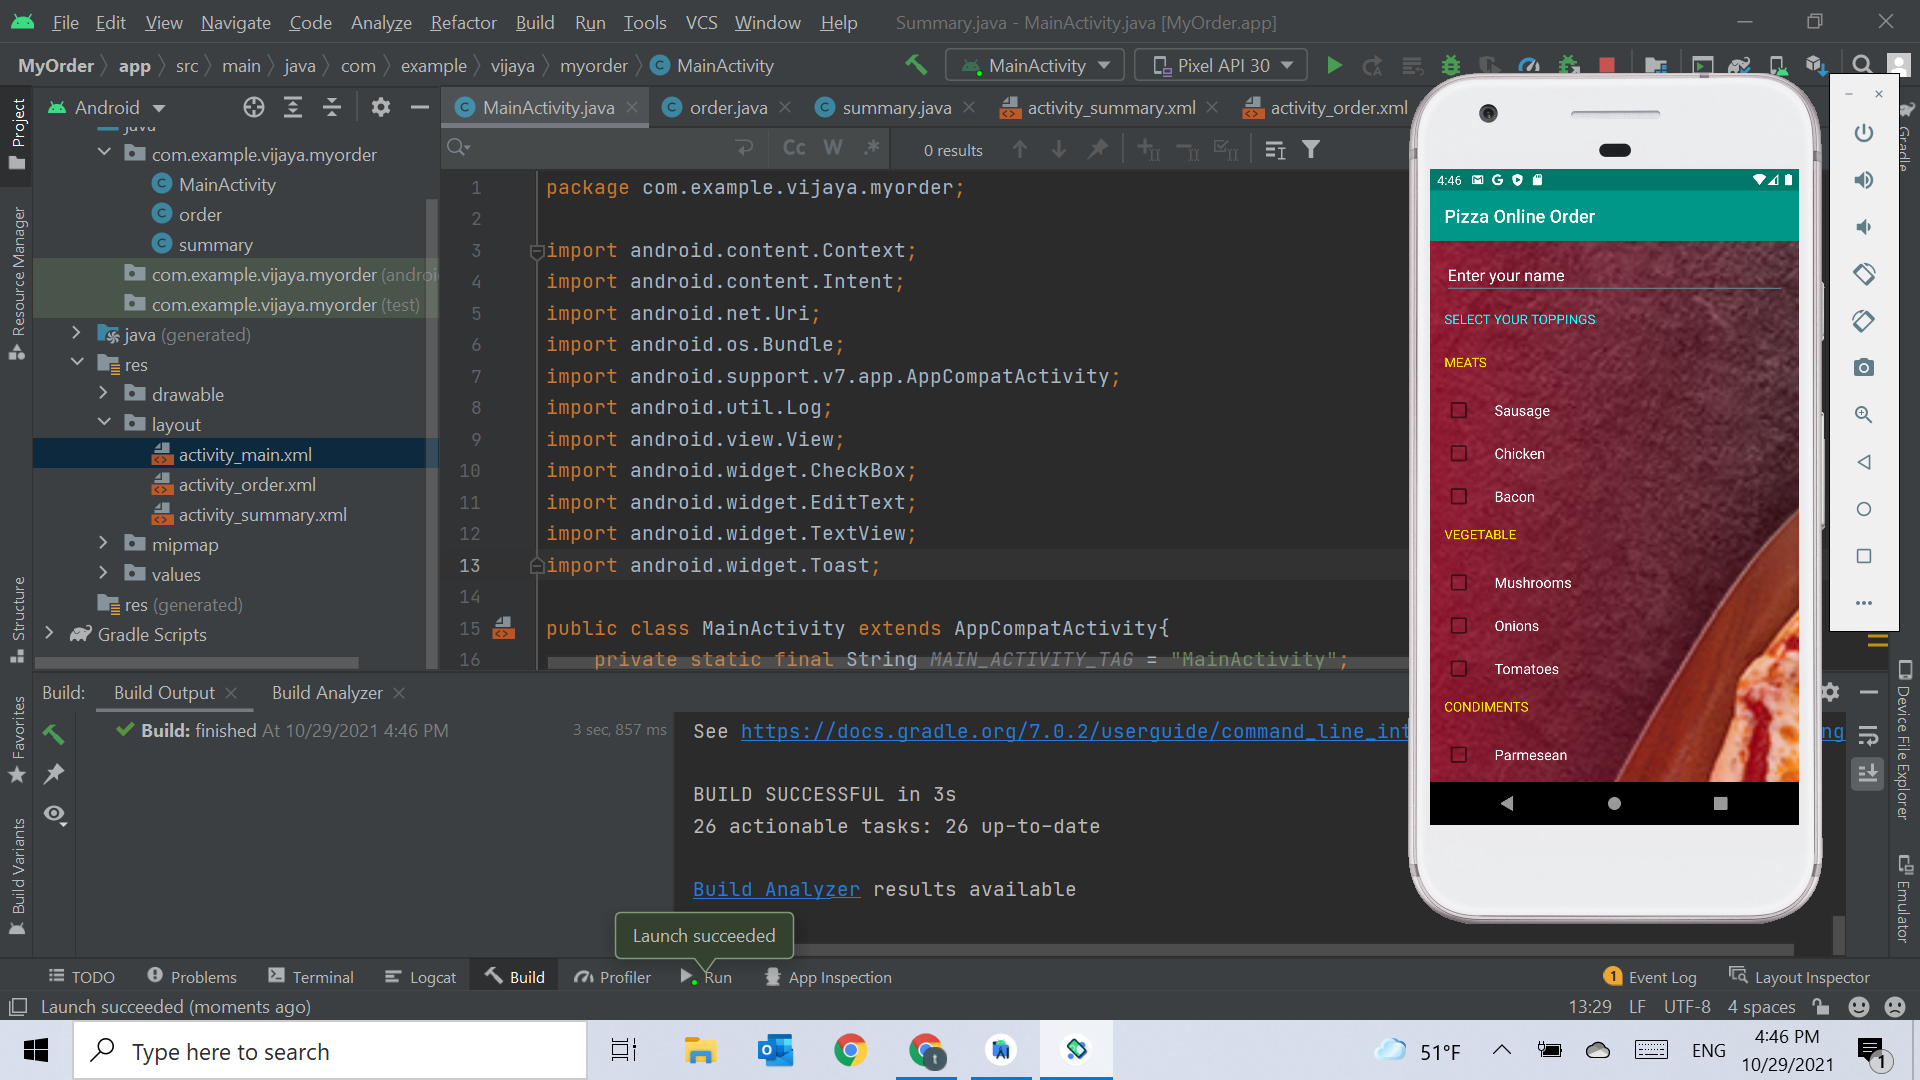 File Edit View Navigate Code Analyze Refactor Build Run Tools VCS Window Help Summary.java - MainActivity.java [MyOrder.app]
MyOrder app src main java com example vijaya myorder MainActivity MainActivity Pixel API 30
Android
MainActivity.java order.java summary.java activity_summary.xml activity_order.xml
Project
Resource Manager
Structure
Favorites
Build Variants
java
com.example.vijaya.myorder
MainActivity
order
summary
com.example.vijaya.myorder (androi
com.example.vijaya.myorder (test)
java (generated)
res
drawable
layout
activity_main.xml
activity_order.xml
activity_summary.xml
mipmap
values
res (generated)
Gradle Scripts
Cc W .* 0 results
1 package com.example.vijaya.myorder;
2
3 import android.content.Context;
4 import android.content.Intent;
5 import android.net.Uri;
6 import android.os.Bundle;
7 import android.support.v7.app.AppCompatActivity;
8 import android.util.Log;
9 import android.view.View;
10 import android.widget.CheckBox;
11 import android.widget.EditText;
12 import android.widget.TextView;
13 import android.widget.Toast;
14
15 public class MainActivity extends AppCompatActivity{
16 private static final String MAIN_ACTIVITY_TAG = "MainActivity";
4:46
Pizza Online Order
Enter your name
SELECT YOUR TOPPINGS
MEATS
Sausage
Chicken
Bacon
VEGETABLE
Mushrooms
Onions
Tomatoes
CONDIMENTS
Parmesean
Gradle
Device File Explorer
Emulator
Build: Build Output Build Analyzer
Build: finished At 10/29/2021 4:46 PM 3 sec, 857 ms
See https://docs.gradle.org/7.0.2/userguide/command_line_int
ng
BUILD SUCCESSFUL in 3s
26 actionable tasks: 26 up-to-date
Build Analyzer results available
Launch succeeded
TODO Problems Terminal Logcat Build Profiler Run App Inspection 1 Event Log Layout Inspector
Launch succeeded (moments ago) 13:29 LF UTF-8 4 spaces
Type here to search
t
51°F ENG
4:46 PM
10/29/2021
1